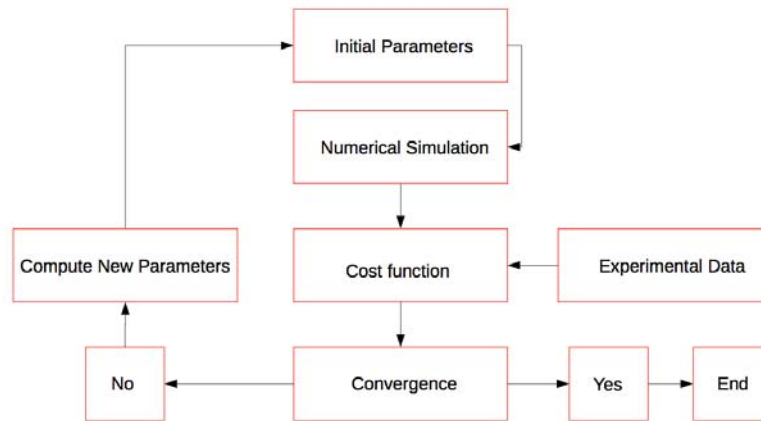 Initial Parameters
Numerical Simulation
Compute New Parameters
Cost function
Experimental Data
No
Convergence
Yes
End